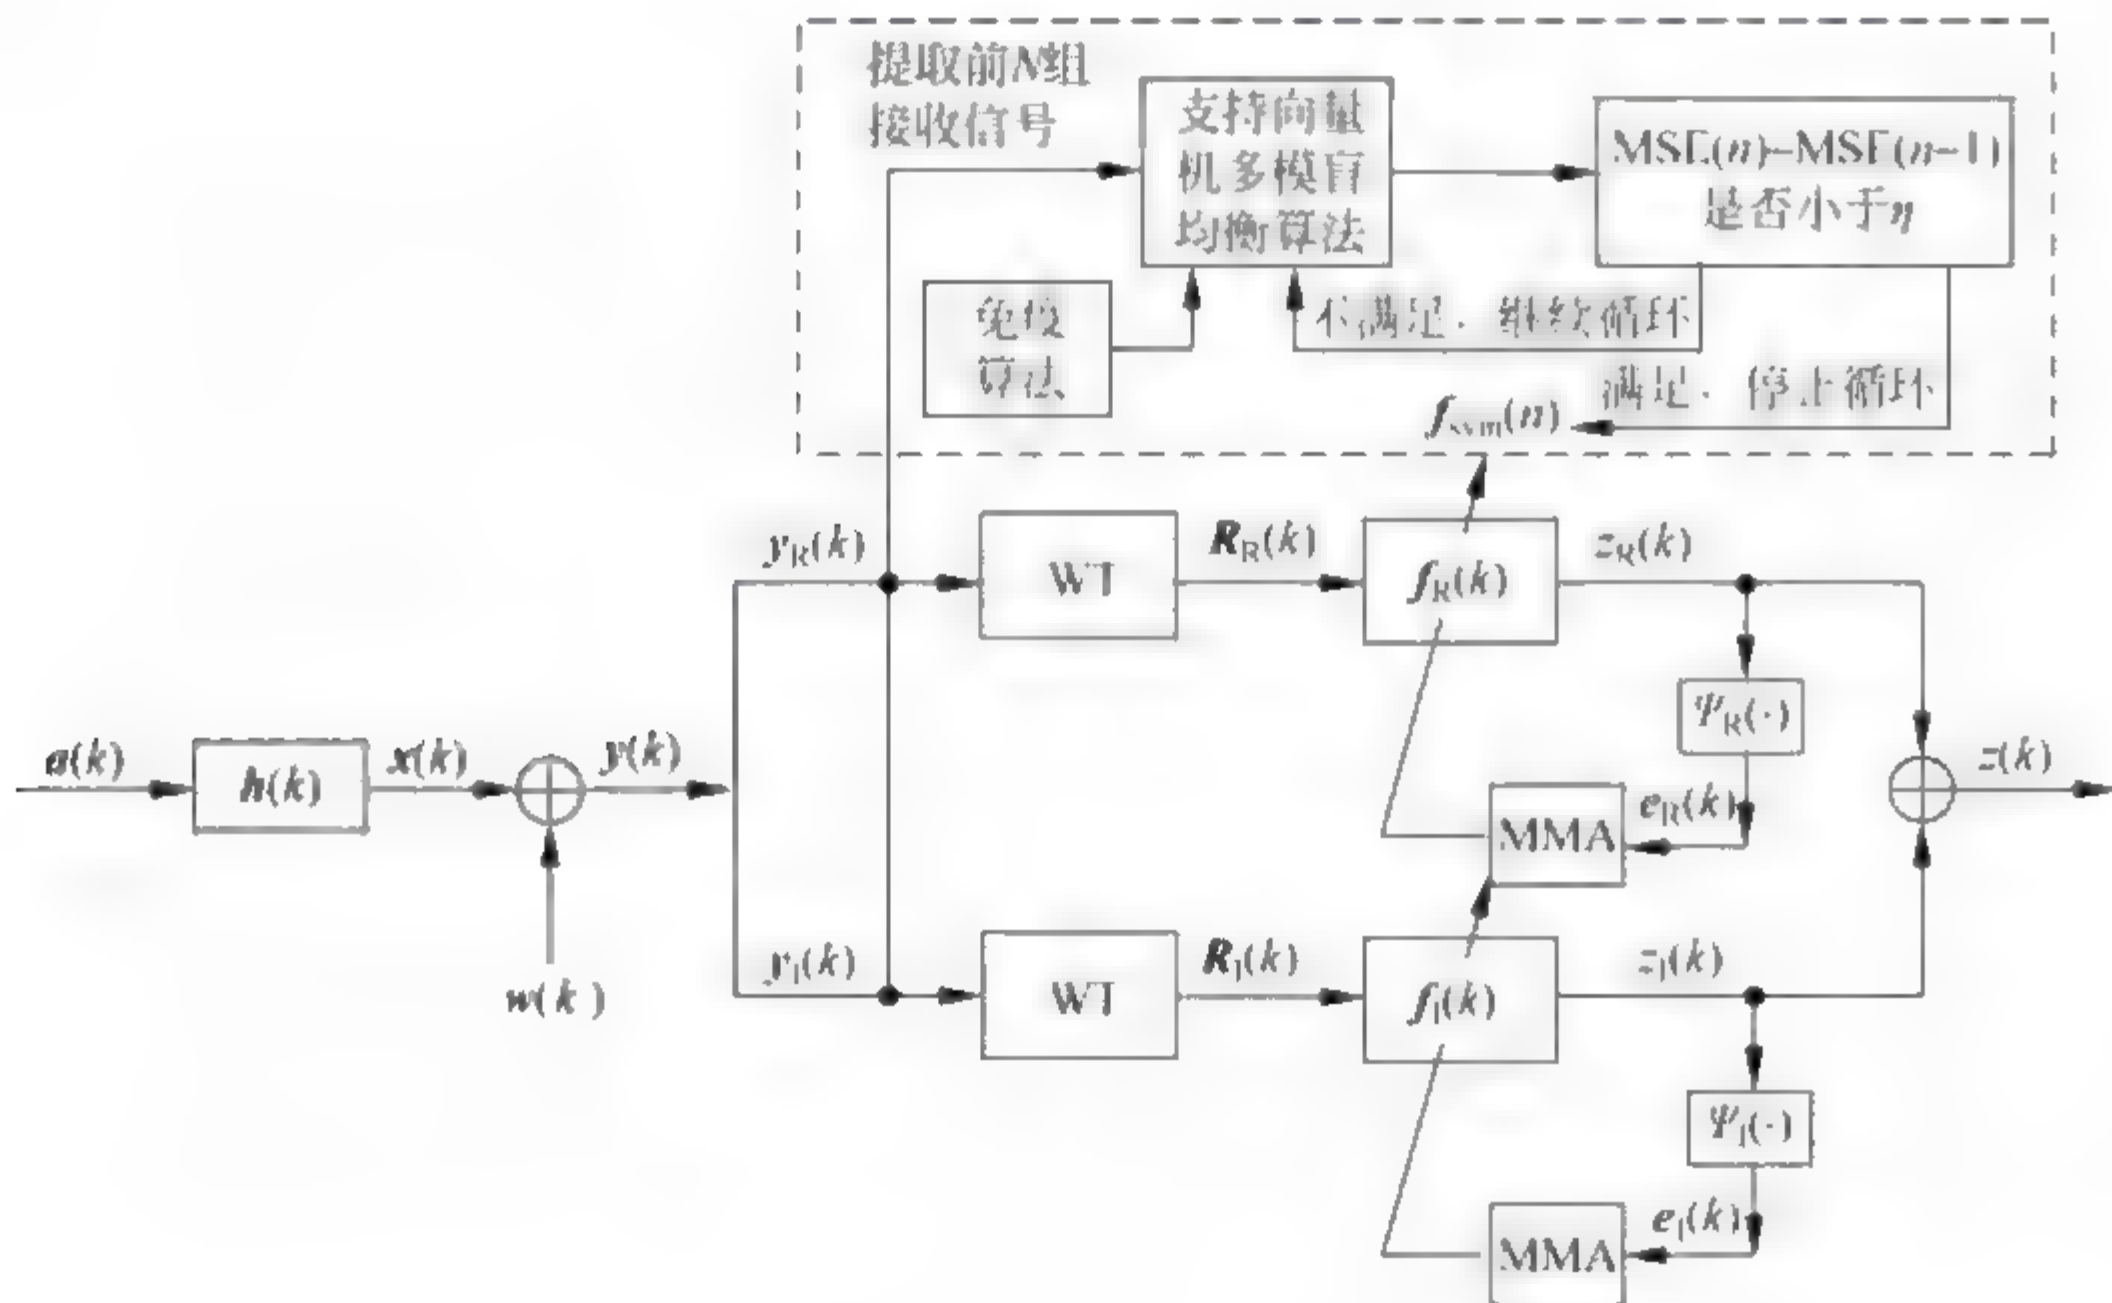 提取前N组
接收信号
支持向量
机多模盲
均衡算法
MSE(n)-MSE(n-1)
是否小于η
免疫
算法
不满足，继续循环
满足，停止循环
f_svm(n)
y_R(k)
WT
R_R(k)
f_R(k)
z_R(k)
Ψ_R(·)
a(k)
h(k)
x(k)
y(k)
w(k)
MMA
e_R(k)
z(k)
y_I(k)
WT
R_I(k)
f_I(k)
z_I(k)
Ψ_I(·)
MMA
e_I(k)